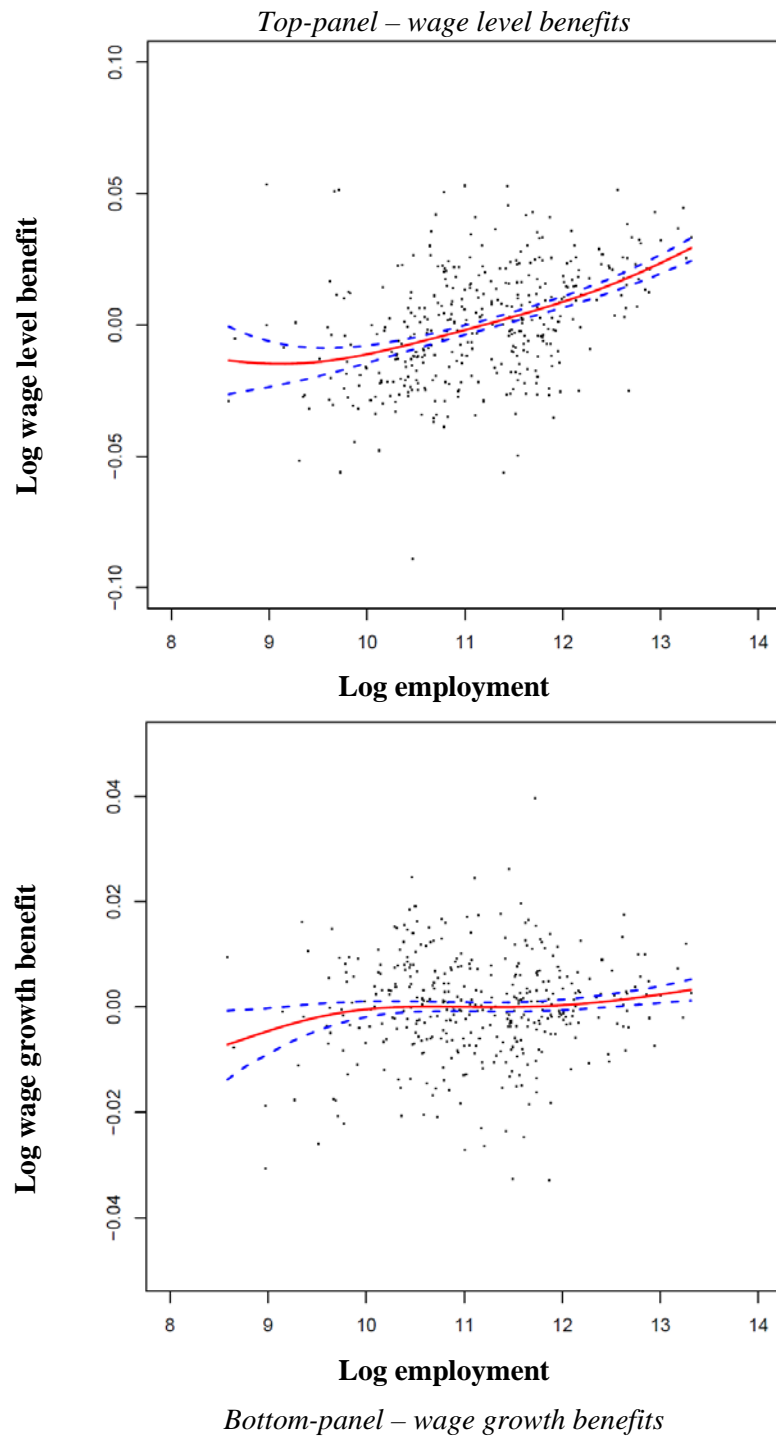 Top-panel – wage level benefits
0.10
0.05
0.00
−0.05
−0.10
Log wage level benefit
8 9 10 11 12 13 14
Log employment
0.04
0.02
0.00
−0.02
−0.04
Log wage growth benefit
8 9 10 11 12 13 14
Log employment
Bottom-panel – wage growth benefits